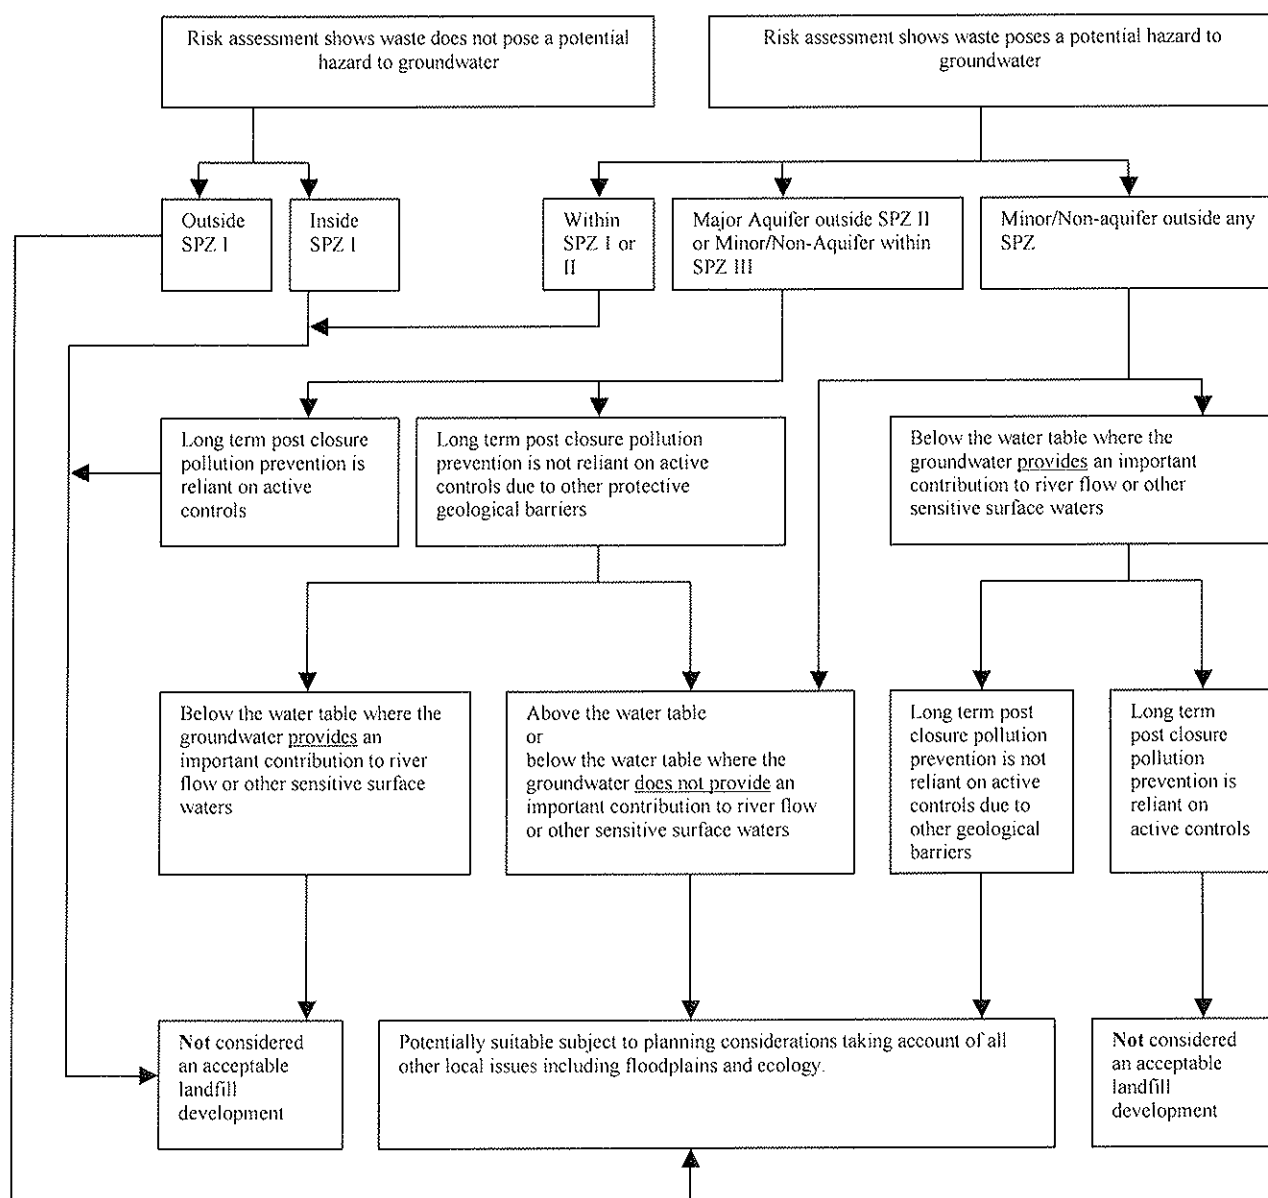 Risk assessment shows waste does not pose a potential
hazard to groundwater
Risk assessment shows waste poses a potential hazard to
groundwater
Outside
SPZ I
Inside
SPZ I
Within
SPZ I or
II
Major Aquifer outside SPZ II
or Minor/Non-Aquifer within
SPZ III
Minor/Non-aquifer outside any
SPZ
Long term post closure
pollution prevention is
reliant on active
controls
Long term post closure pollution
prevention is not reliant on active
controls due to other protective
geological barriers
Below the water table where the
groundwater provides an important
contribution to river flow or other
sensitive surface waters
Below the water table where the
groundwater provides an
important contribution to river
flow or other sensitive surface
waters
Above the water table
or
below the water table where the
groundwater does not provide an
important contribution to river flow
or other sensitive surface waters
Long term post
closure pollution
prevention is not
reliant on active
controls due to
other geological
barriers
Long term
post closure
pollution
prevention is
reliant on
active controls
Not considered
an acceptable
landfill
development
Potentially suitable subject to planning considerations taking account of all
other local issues including floodplains and ecology.
Not considered
an acceptable
landfill
development